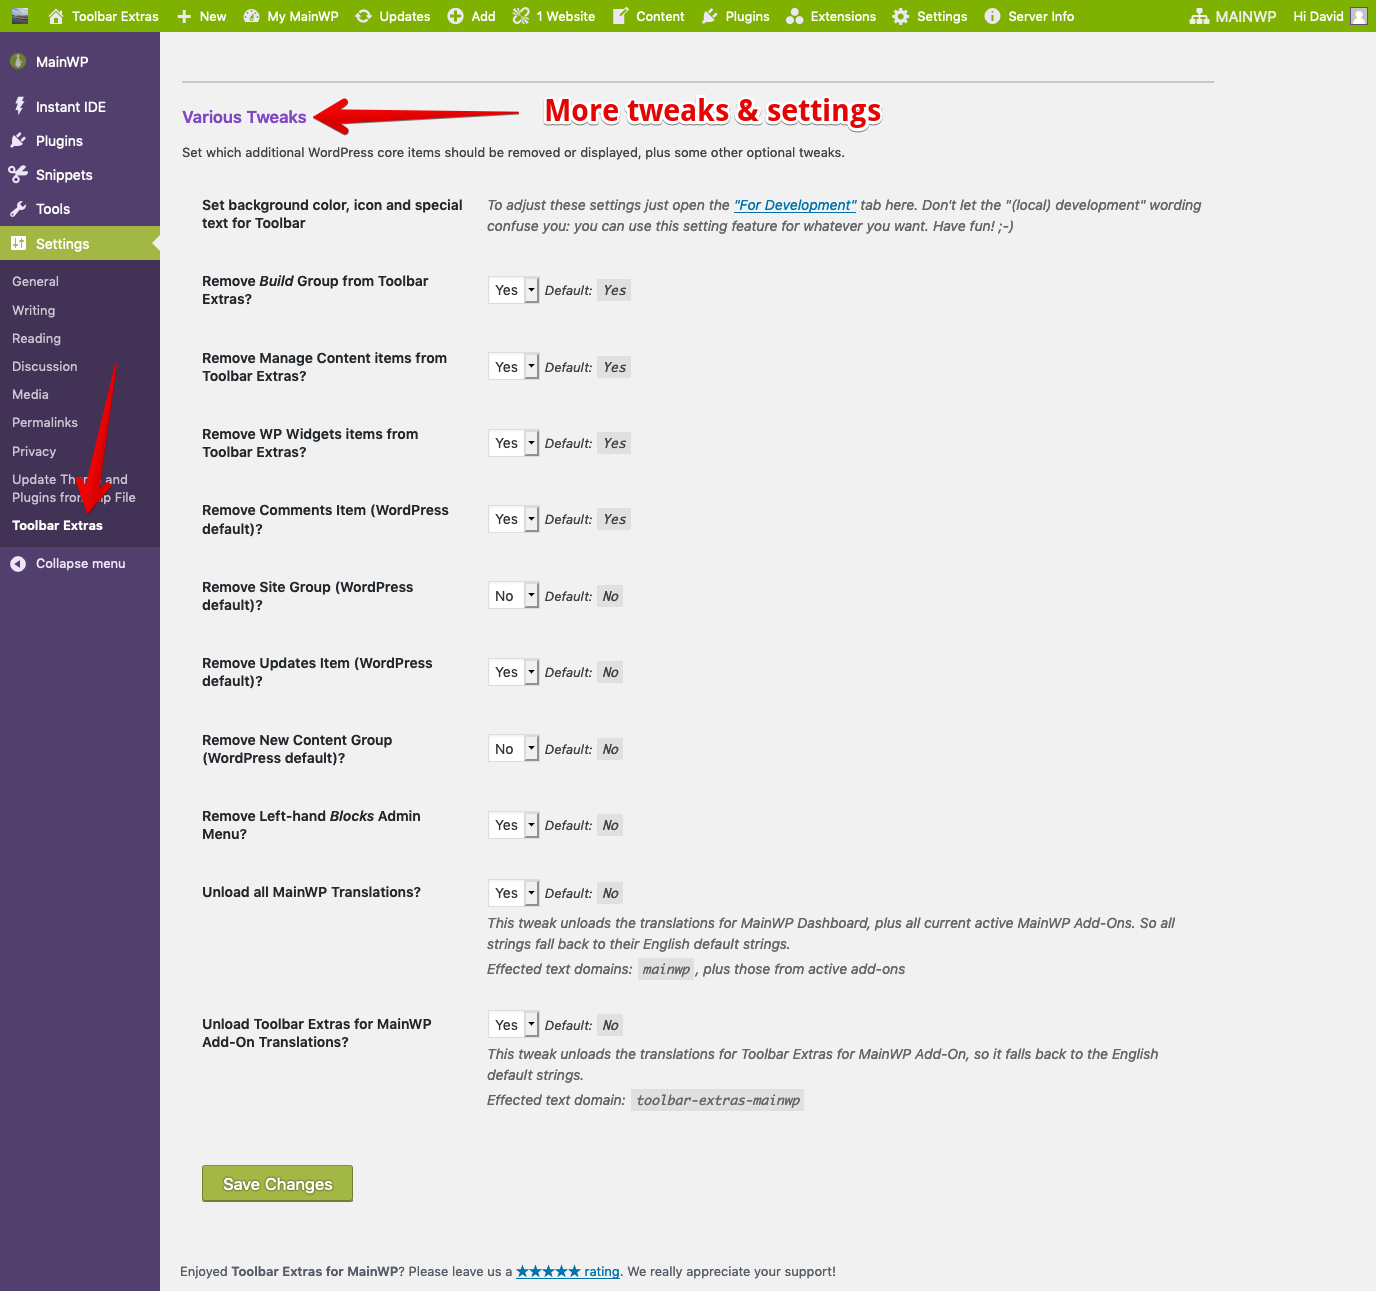 Toolbar Extras
New
My MainWP
Updates
Add
1 Website
Content
Plugins
Extensions
Settings
Server Info
MAINWP
Hi David
MainWP
Instant IDE
Plugins
Snippets
Tools
Settings
General
Writing
Reading
Discussion
Media
Permalinks
Privacy
Update and
Plugins File
Toolbar Extras
Collapse menu
Various Tweaks
More tweaks & settings
Set which additional WordPress core items should be removed or displayed, plus some other optional tweaks.
Set background color, icon and special
text for Toolbar
To adjust these settings just open the "For Development" tab here. Don't let the "(local) development" wording
confuse you: you can use this setting feature for whatever you want. Have fun! ;-)
Remove Build Group from Toolbar
Extras?
Yes Default: Yes
Remove Manage Content items from
Toolbar Extras?
Yes Default: Yes
Remove WP Widgets items from
Toolbar Extras?
Yes Default: Yes
Remove Comments Item (WordPress
default)?
Yes Default: Yes
Remove Site Group (WordPress
default)?
No Default: No
Remove Updates Item (WordPress
default)?
Yes Default: No
Remove New Content Group
(WordPress default)?
No Default: No
Remove Left-hand Blocks Admin
Menu?
Yes Default: No
Unload all MainWP Translations?
Yes Default: No
This tweak unloads the translations for MainWP Dashboard, plus all current active MainWP Add-Ons. So all
strings fall back to their English default strings.
Effected text domains: mainwp, plus those from active add-ons
Unload Toolbar Extras for MainWP
Add-On Translations?
Yes Default: No
This tweak unloads the translations for Toolbar Extras for MainWP Add-On, so it falls back to the English
default strings.
Effected text domain: toolbar-extras-mainwp
Save Changes
Enjoyed Toolbar Extras for MainWP? Please leave us a ★★★★★ rating. We really appreciate your support!